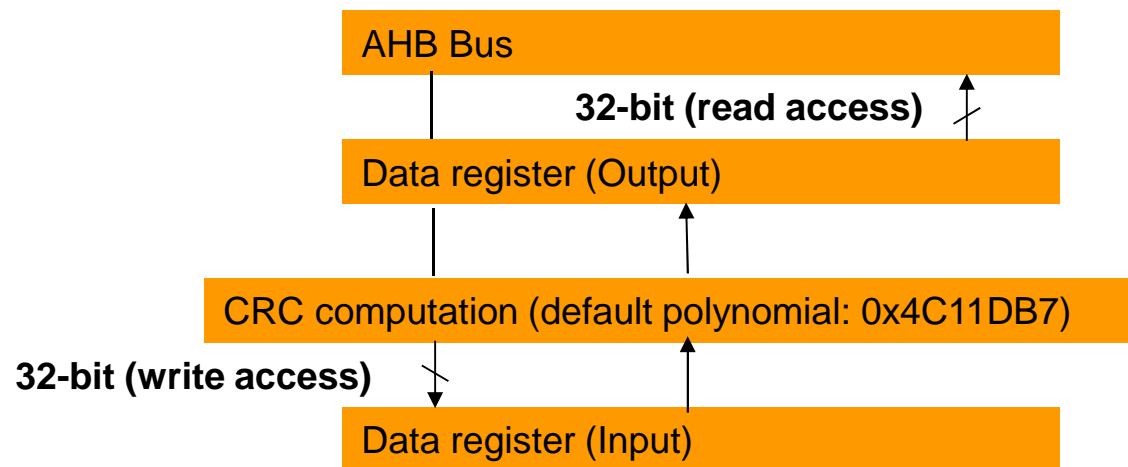 AHB Bus
32-bit (read access)
Data register (Output)
CRC computation (default polynomial: 0x4C11DB7)
32-bit (write access)
Data register (Input)